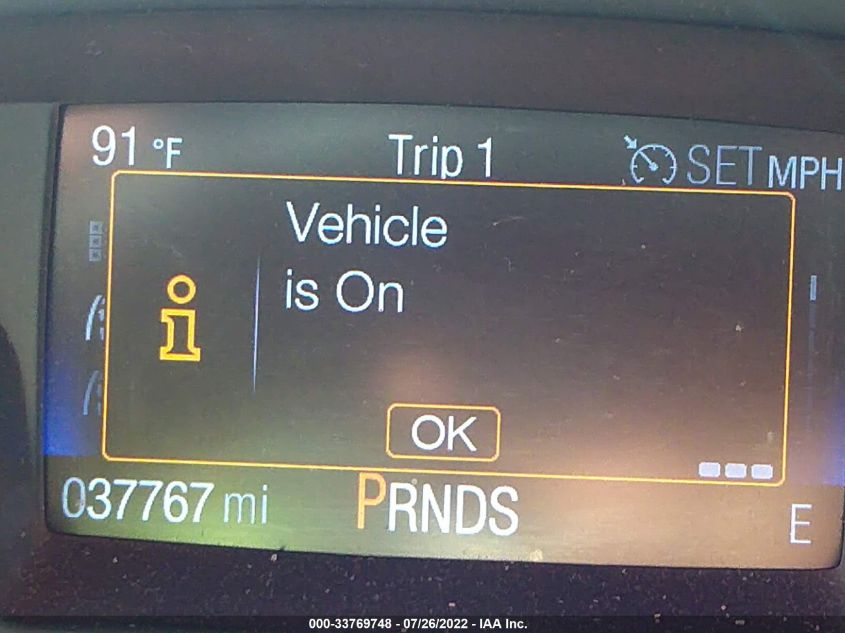 91 °F
Trip 1
SET MPH
Vehicle
is On
OK
037767 mi
PRNDS
E
000-33769748 - 07/26/2022 - IAA Inc.